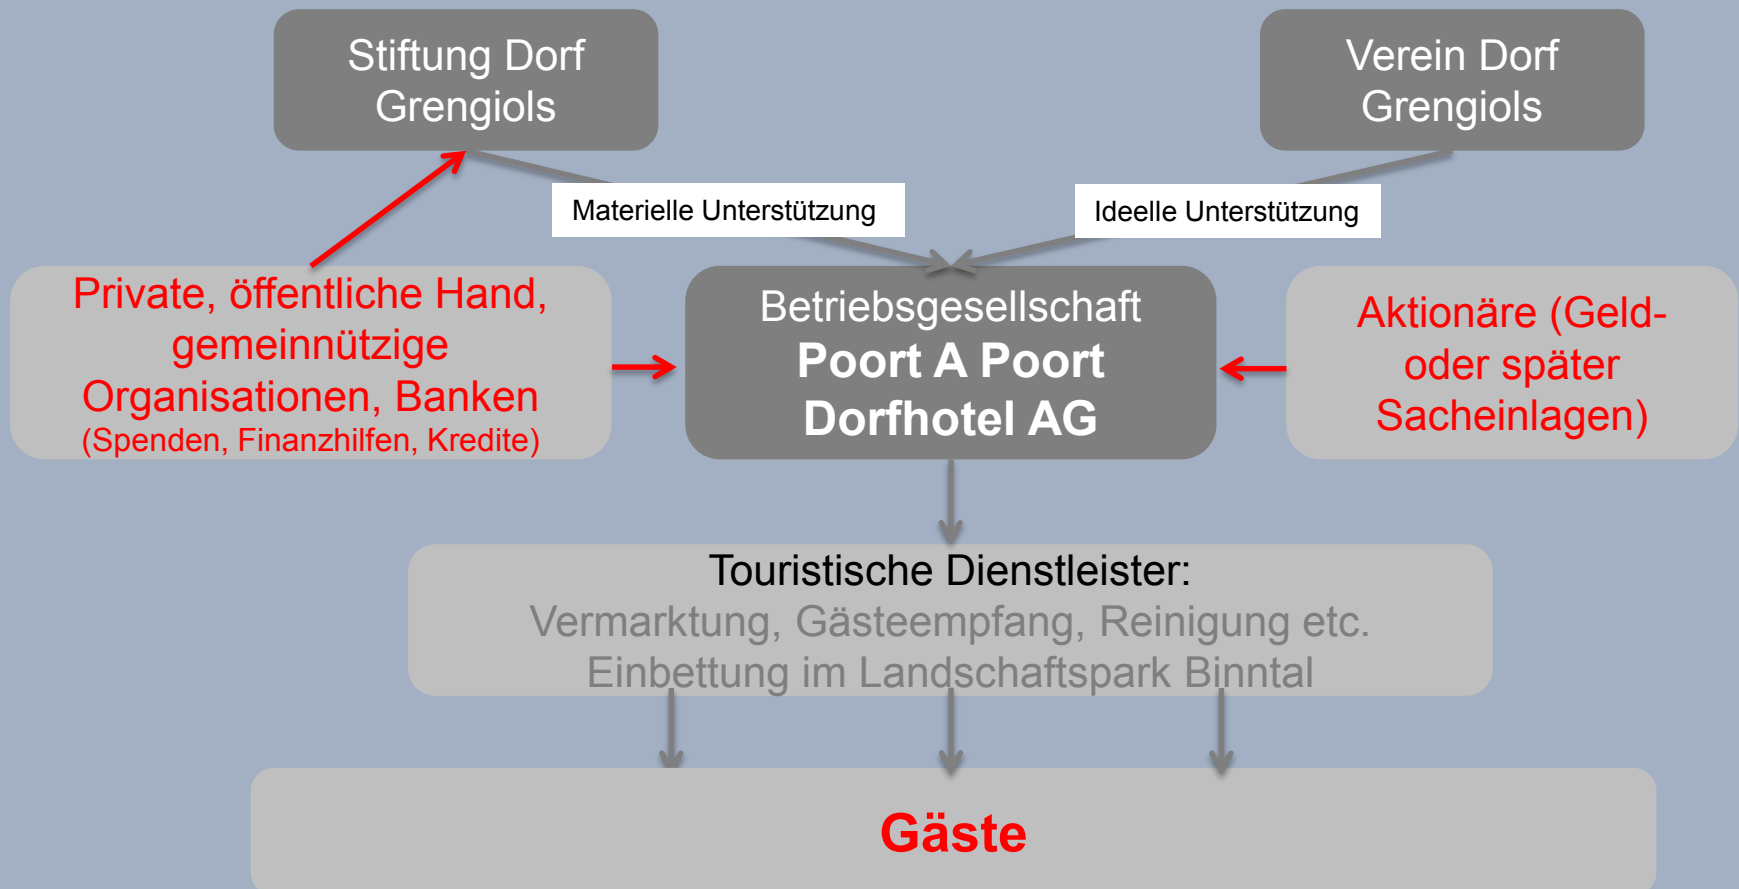 Stiftung Dorf
Grengiols
Verein Dorf
Grengiols
Materielle Unterstützung
Ideelle Unterstützung
Private, öffentliche Hand,
gemeinnützige
Organisationen, Banken
(Spenden, Finanzhilfen, Kredite)
Betriebsgesellschaft
Poort A Poort
Dorfhotel AG
Aktionäre (Geld-
oder später
Sacheinlagen)
Touristische Dienstleister:
Vermarktung, Gästeempfang, Reinigung etc.
Einbettung im Landschaftspark Binntal
Gäste